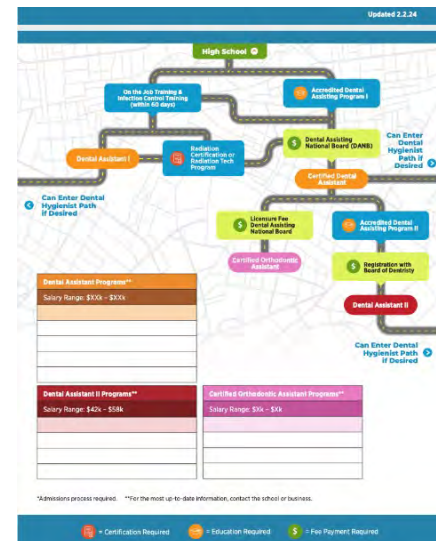 Updated 2.2.24
High School
On the Job Training &
Infection Control Training
(within 60 days)
Accredited Dental
Assisting Program I
Dental Assistant I
Radiation
Certification or
Radiation Tech
Program
Dental Assisting
National Board (DANB)
Can Enter
Dental
Hygienist
Path if
Desired
Certified Dental
Assistant
Can Enter Dental
Hygienist Path
if Desired
Licensure Fee
Dental Assisting
National Board
Accredited Dental
Assisting Program II
Certified Orthodontic
Assistant
Registration with
Board of Dentistry
Dental Assistant II
Can Enter Dental
Hygienist Path
if Desired
Dental Assistant Programs**
Salary Range: $XXk – $XXk
Dental Assistant II Programs**
Salary Range: $42k – $58k
Certified Orthodontic Assistant Programs**
Salary Range: $Xk – $Xk
*Admissions process required. **For the most up-to-date information, contact the school or business.
= Certification Required
= Education Required
$ = Fee Payment Required